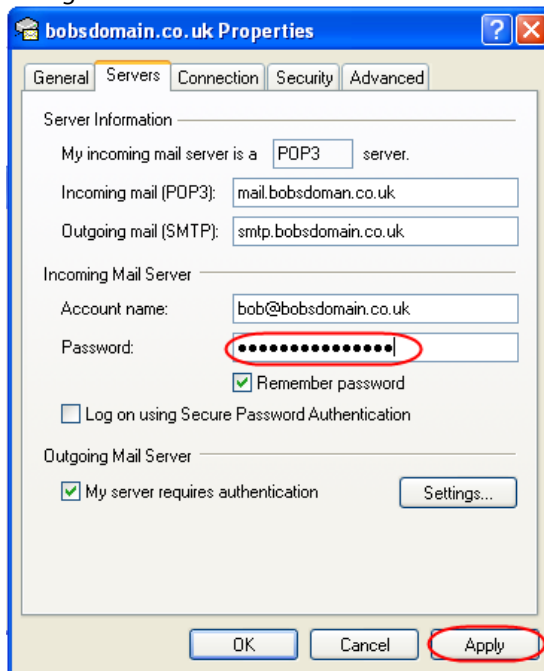 bobsdomain.co.uk Properties
General Servers Connection Security Advanced
Server Information
My incoming mail server is a POP3 server.
Incoming mail (POP3): mail.bobsdoman.co.uk
Outgoing mail (SMTP): smtp.bobsdomain.co.uk
Incoming Mail Server
Account name: bob@bobsdomain.co.uk
Password: ●●●●●●●●●●●●●●●
Remember password
Log on using Secure Password Authentication
Outgoing Mail Server
My server requires authentication Settings...
OK Cancel Apply